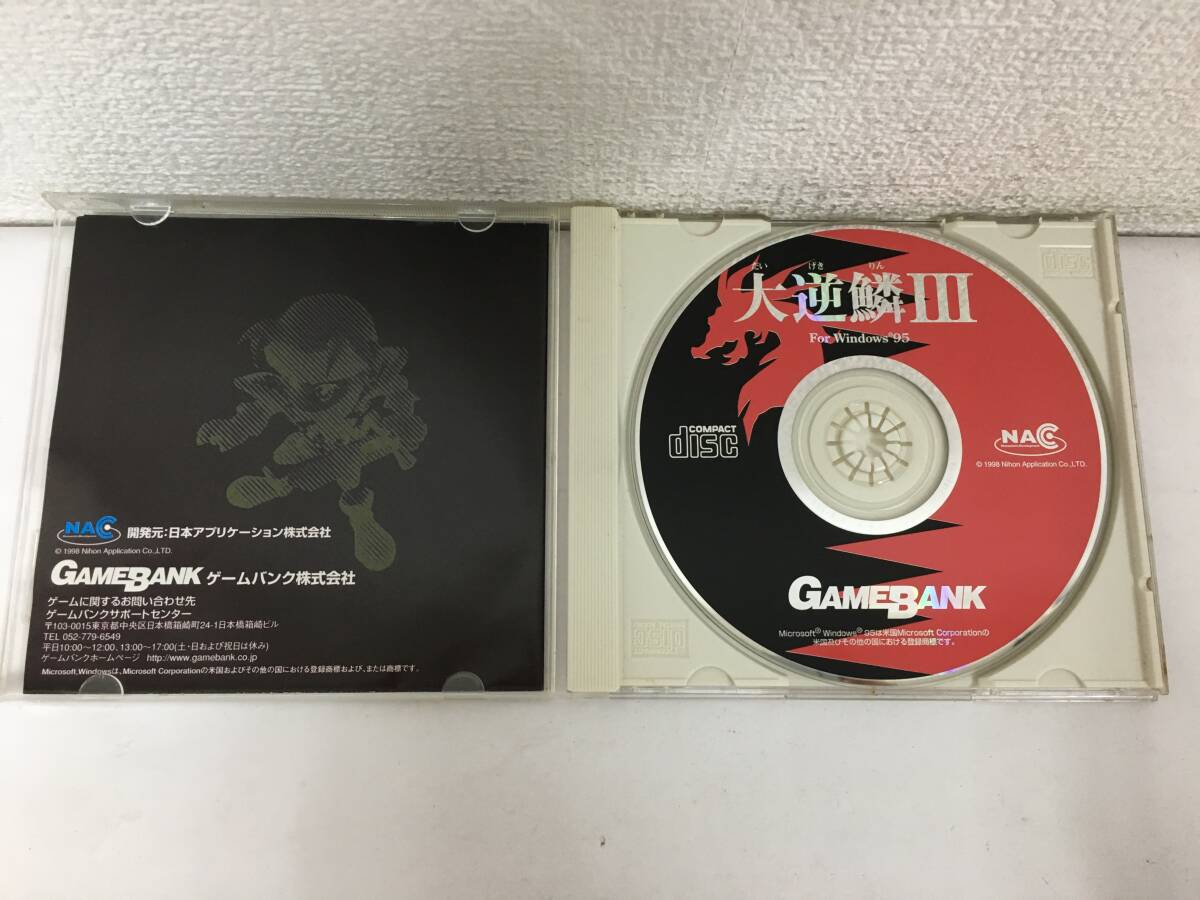 NAC
開発元:日本アプリケーション株式会社
© 1998 Nihon Application Co.,LTD.
GAMEBANK ゲームバンク株式会社
ゲームに関するお問い合わせ先
ゲームバンクサポートセンター
〒103-0015東京都中央区日本橋箱崎町24-1日本橋箱崎ビル
TEL 052-779-6549
平日10:00〜12:00、13:00〜17:00(土・日および祝日は休み)
ゲームバンクホームページ http://www.gamebank.co.jp
Microsoft,Windowsは、Microsoft Corporationの米国およびその他の国における登録商標および、または商標です。
だい げき りん
大逆鱗III
For Windows®95
COMPACT
disc
NAC
© 1998 Nihon Application Co.,LTD.
GAMEBANK
Microsoft® Windows® 95は米国Microsoft Corporationの
米国及びその他の国における登録商標です。
DISC